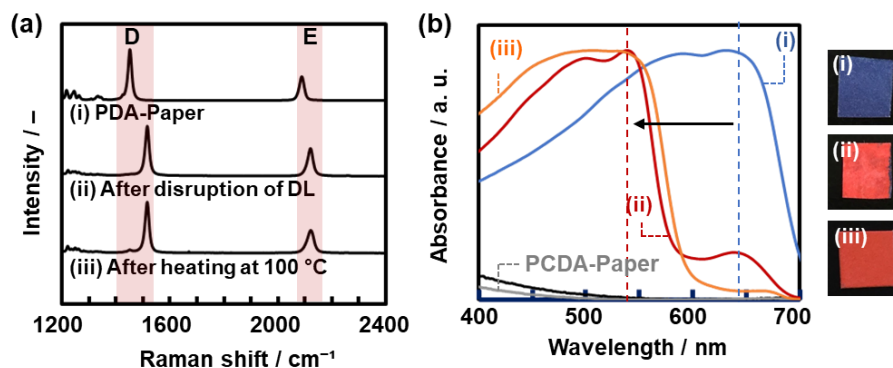 (a)
D
E
(i) PDA-Paper
(ii) After disruption of DL
(iii) After heating at 100 °C
Intensity / –
1200 1600 2000 2400
Raman shift / cm⁻¹
(b)
(iii)
(i)
(ii)
PCDA-Paper
Absorbance / a. u.
400 500 600 700
Wavelength / nm
(i)
(ii)
(iii)